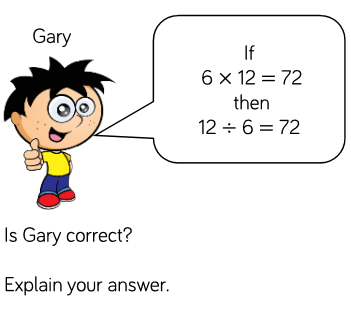 Gary
If
6 × 12 = 72
then
12 ÷ 6 = 72
Is Gary correct?
Explain your answer.